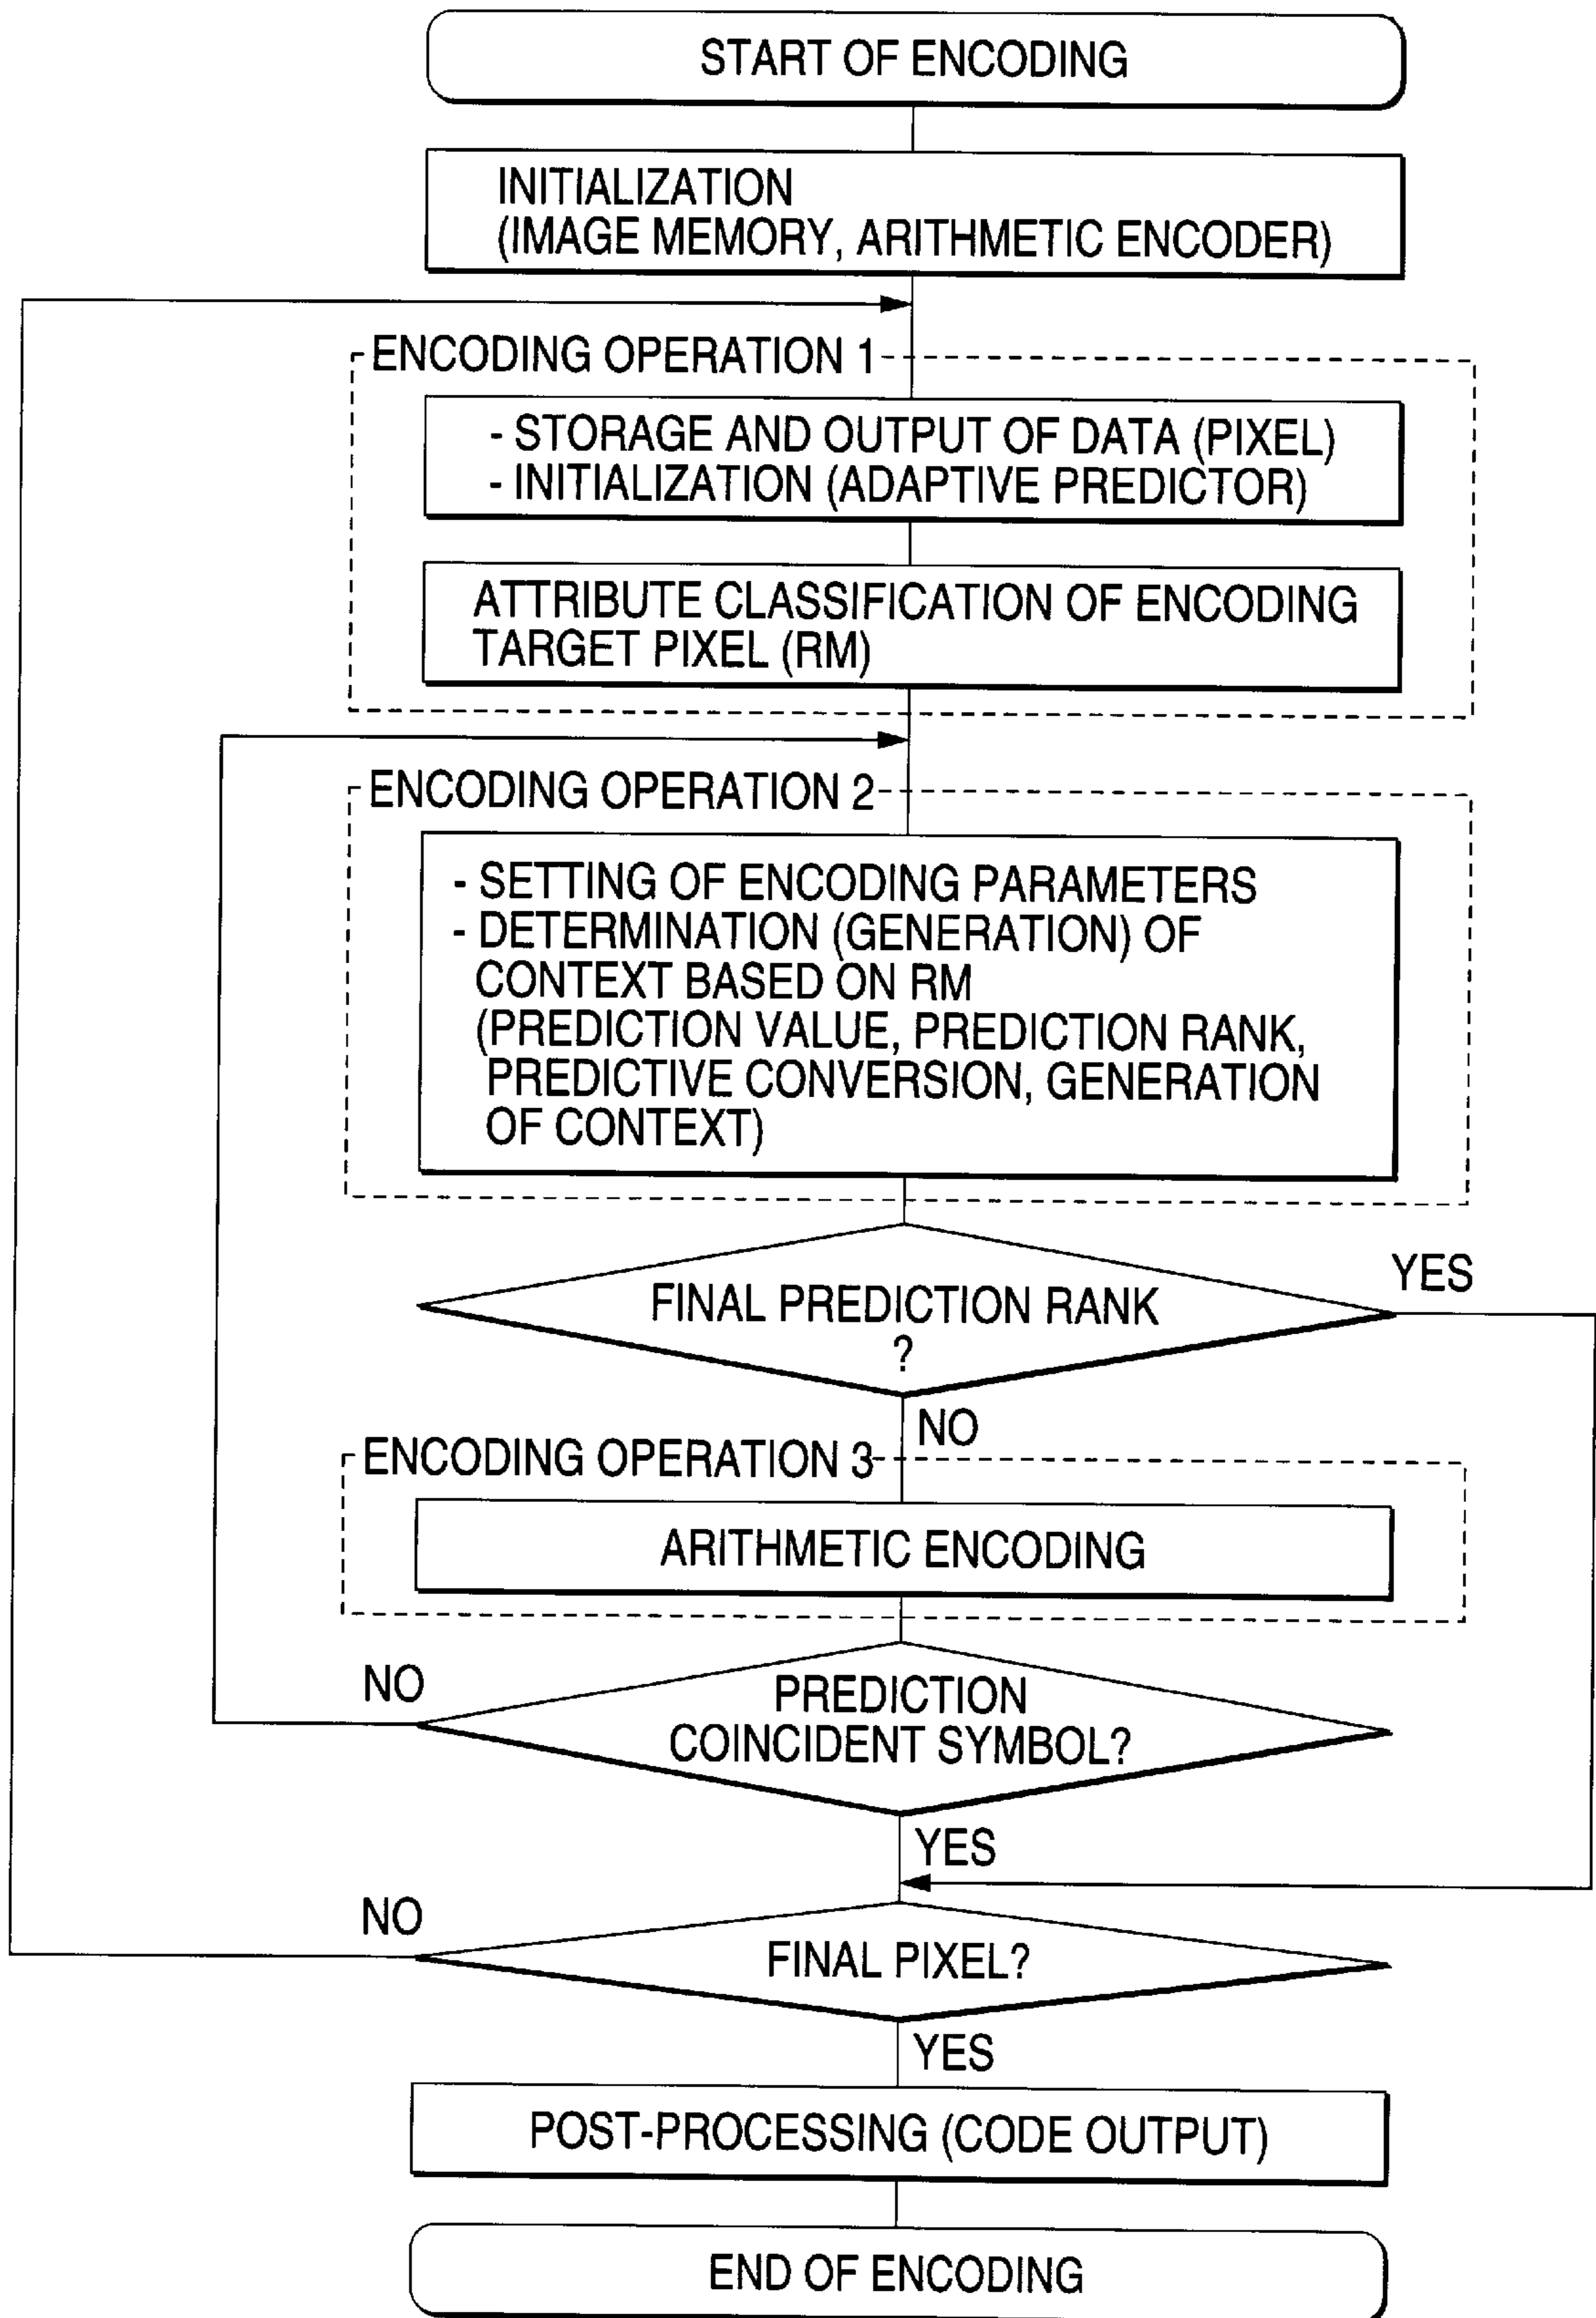 START OF ENCODING
INITIALIZATION
(IMAGE MEMORY, ARITHMETIC ENCODER)
ENCODING OPERATION 1
- STORAGE AND OUTPUT OF DATA (PIXEL)
- INITIALIZATION (ADAPTIVE PREDICTOR)
ATTRIBUTE CLASSIFICATION OF ENCODING
TARGET PIXEL (RM)
ENCODING OPERATION 2
- SETTING OF ENCODING PARAMETERS
- DETERMINATION (GENERATION) OF
CONTEXT BASED ON RM
(PREDICTION VALUE, PREDICTION RANK,
PREDICTIVE CONVERSION, GENERATION
OF CONTEXT)
YES
FINAL PREDICTION RANK
?
NO
ENCODING OPERATION 3
ARITHMETIC ENCODING
NO
PREDICTION
COINCIDENT SYMBOL?
YES
NO
FINAL PIXEL?
YES
POST-PROCESSING (CODE OUTPUT)
END OF ENCODING